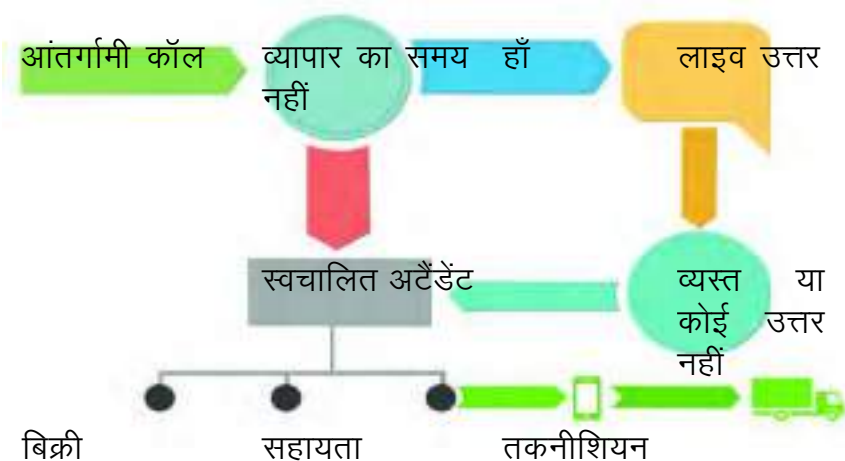 आंतर्गामी कॉल व्यापार का समय हाँ लाइव उत्तर
नहीं
स्वचालित अटैंडेंट व्यस्त या
कोई उत्तर
नहीं
बिक्री सहायता तकनीशियन